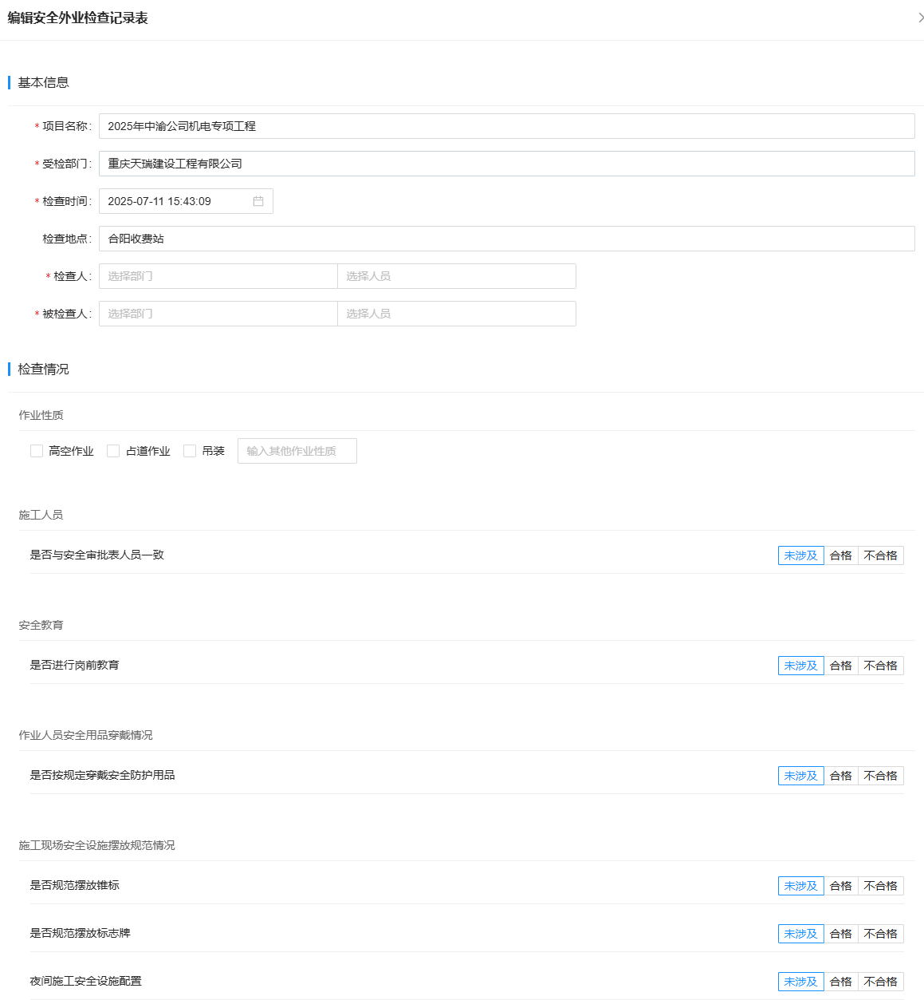 编辑安全外业检查记录表
基本信息
* 项目名称: 2025年中渝公司机电专项工程
* 受检部门: 重庆天瑞建设工程有限公司
* 检查时间: 2025-07-11 15:43:09
检查地点: 合阳收费站
* 检查人: 选择部门 选择人员
* 被检查人: 选择部门 选择人员
检查情况
作业性质
高空作业 占道作业 吊装 输入其他作业性质
施工人员
是否与安全审批表人员一致 未涉及 合格 不合格
安全教育
是否进行岗前教育 未涉及 合格 不合格
作业人员安全用品穿戴情况
是否按规定穿戴安全防护用品 未涉及 合格 不合格
施工现场安全设施摆放规范情况
是否规范摆放锥标 未涉及 合格 不合格
是否规范摆放标志牌 未涉及 合格 不合格
夜间施工安全设施配置 未涉及 合格 不合格